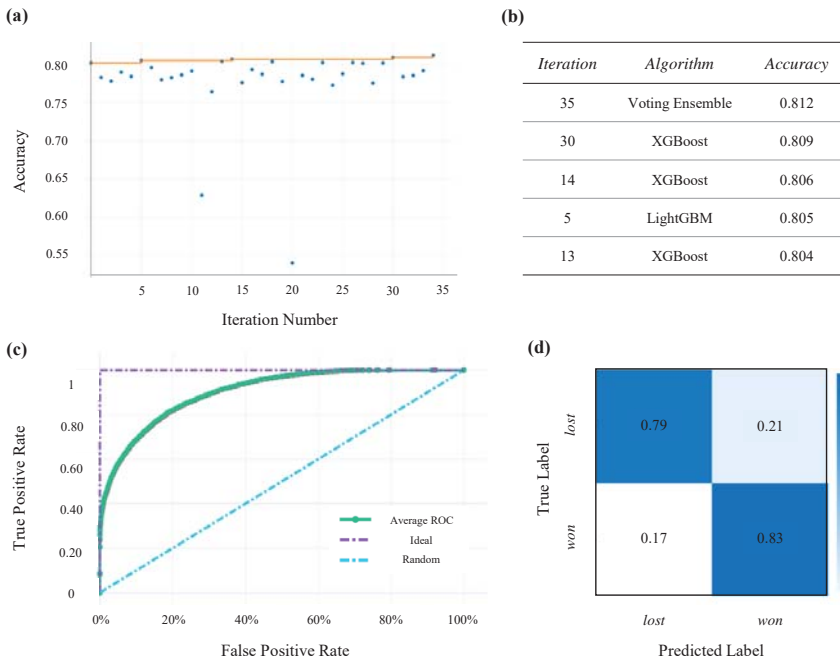 (a)
0.80
0.75
0.70
0.65
0.60
0.55
5 10 15 20 25 30 35
Accuracy
Iteration Number
(b)
Iteration Algorithm Accuracy
35 Voting Ensemble 0.812
30 XGBoost 0.809
14 XGBoost 0.806
5 LightGBM 0.805
13 XGBoost 0.804
(c)
1
0.80
0.60
0.40
0.20
0
True Positive Rate
Average ROC
Ideal
Random
0% 20% 40% 60% 80% 100%
False Positive Rate
(d)
True Label
lost
won
0.79 0.21
0.17 0.83
lost won
Predicted Label